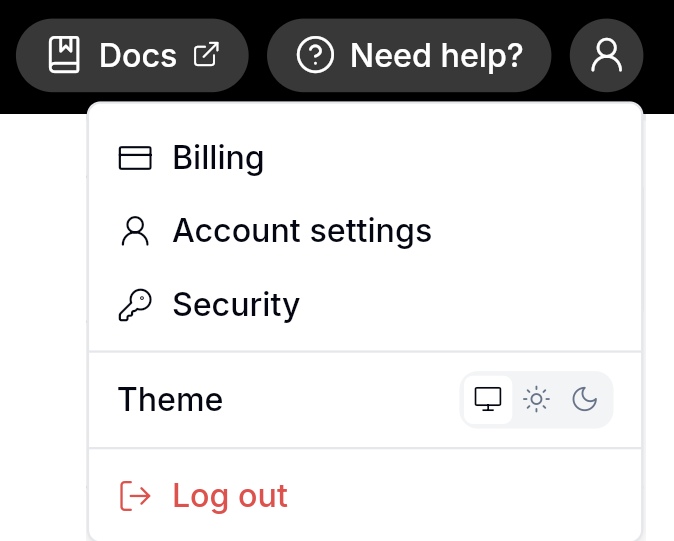 Docs
Need help?
Billing
Account settings
Security
Theme
Log out